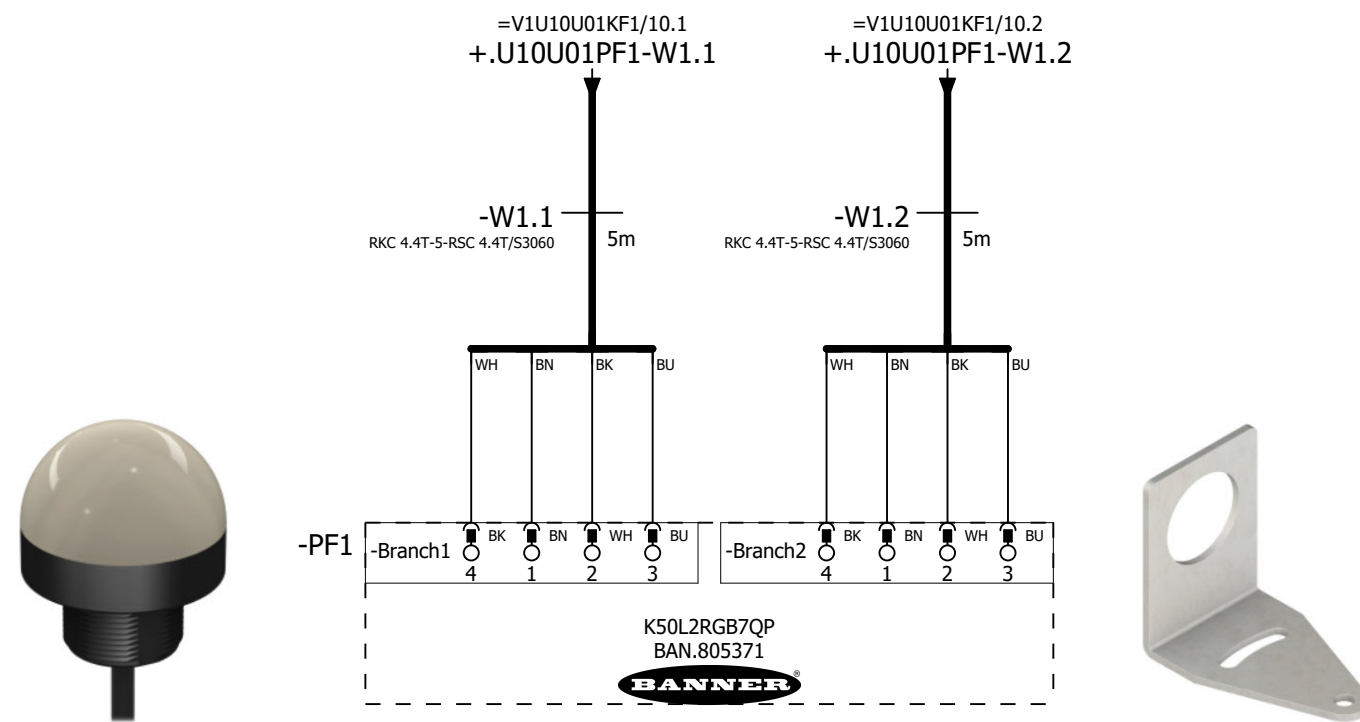 =V1U10U01KF1/10.1
+.U10U01PF1-W1.1
=V1U10U01KF1/10.2
+.U10U01PF1-W1.2
-W1.1
RKC 4.4T-5-RSC 4.4T/S3060
5m
-W1.2
RKC 4.4T-5-RSC 4.4T/S3060
5m
WH BN BK BU
WH BN BK BU
-PF1
-Branch1
BK BN WH BU
4 1 2 3
-Branch2
BK BN WH BU
4 1 2 3
K50L2RGB7QP
BAN.805371
BANNER®